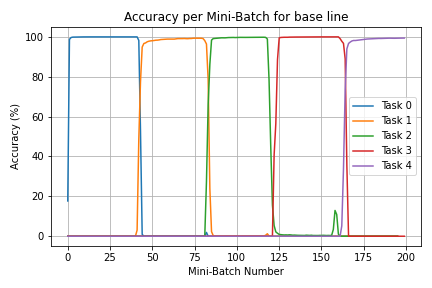 Accuracy per Mini-Batch for base line
Accuracy (%)
100
80
60
40
20
0
Task 0
Task 1
Task 2
Task 3
Task 4
0 25 50 75 100 125 150 175 200
Mini-Batch Number